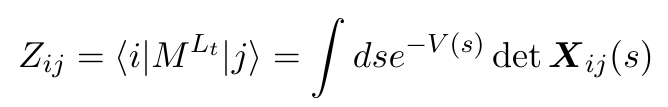 Z_{ij} = ⟨i|M^{L_t}|j⟩ = ∫ ds e^{−V(s)} det X_{ij}(s)